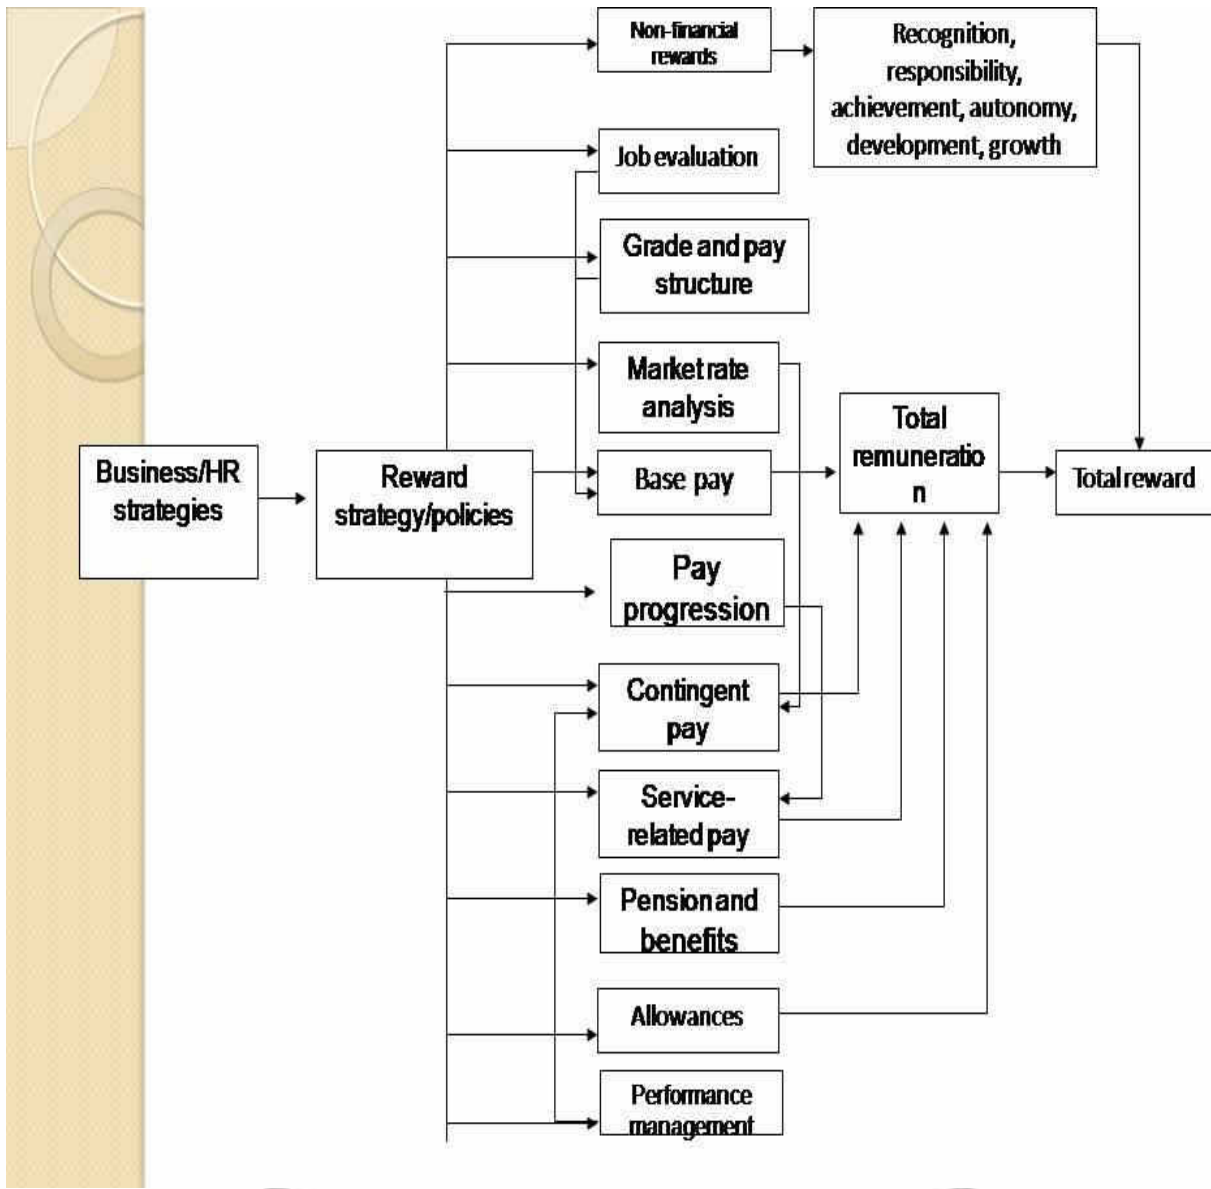 Non-financial
rewards
Recognition,
responsibility,
achievement, autonomy,
development, growth
Job evaluation
Grade and pay
structure
Market rate
analysis
Total
remuneratio
n
Business/HR
strategies
Reward
strategy/policies
Base pay
Total reward
Pay
progression
Contingent
pay
Service-
related pay
Pension and
benefits
Allowances
Performance
management